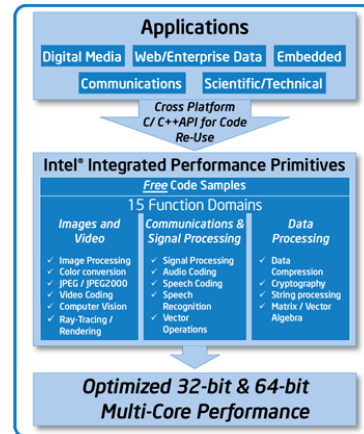 Applications
Digital Media Web/Enterprise Data Embedded
Communications Scientific/Technical
Cross Platform
C/ C++API for Code
Re-Use
Intel® Integrated Performance Primitives
Free Code Samples
15 Function Domains
Images and
Video
✓ Image Processing
✓ Color conversion
✓ JPEG / JPEG2000
✓ Video Coding
✓ Computer Vision
✓ Ray-Tracing /
Rendering
Communications &
Signal Processing
✓ Signal Processing
✓ Audio Coding
✓ Speech Coding
✓ Speech
Recognition
✓ Vector
Operations
Data
Processing
✓ Data
Compression
✓ Cryptography
✓ String processing
✓ Matrix / Vector
Algebra
Optimized 32-bit & 64-bit
Multi-Core Performance